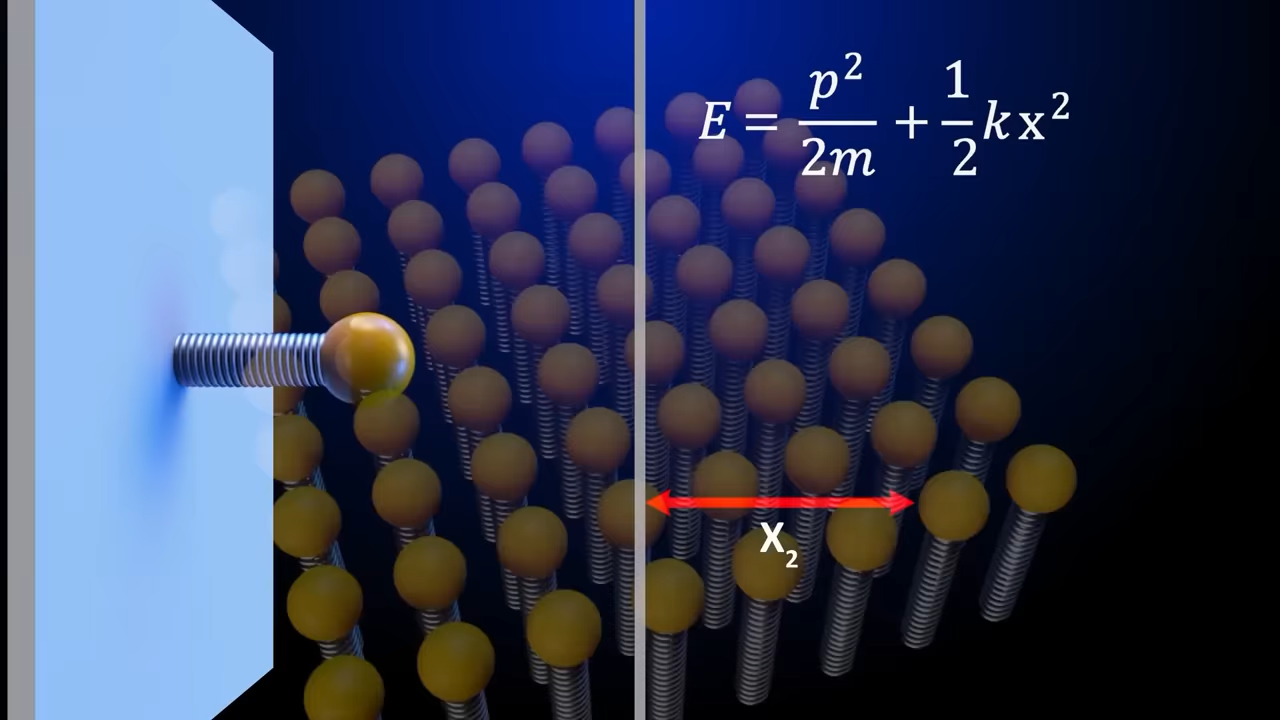 E = p²/2m + 1/2 kx²
X₂